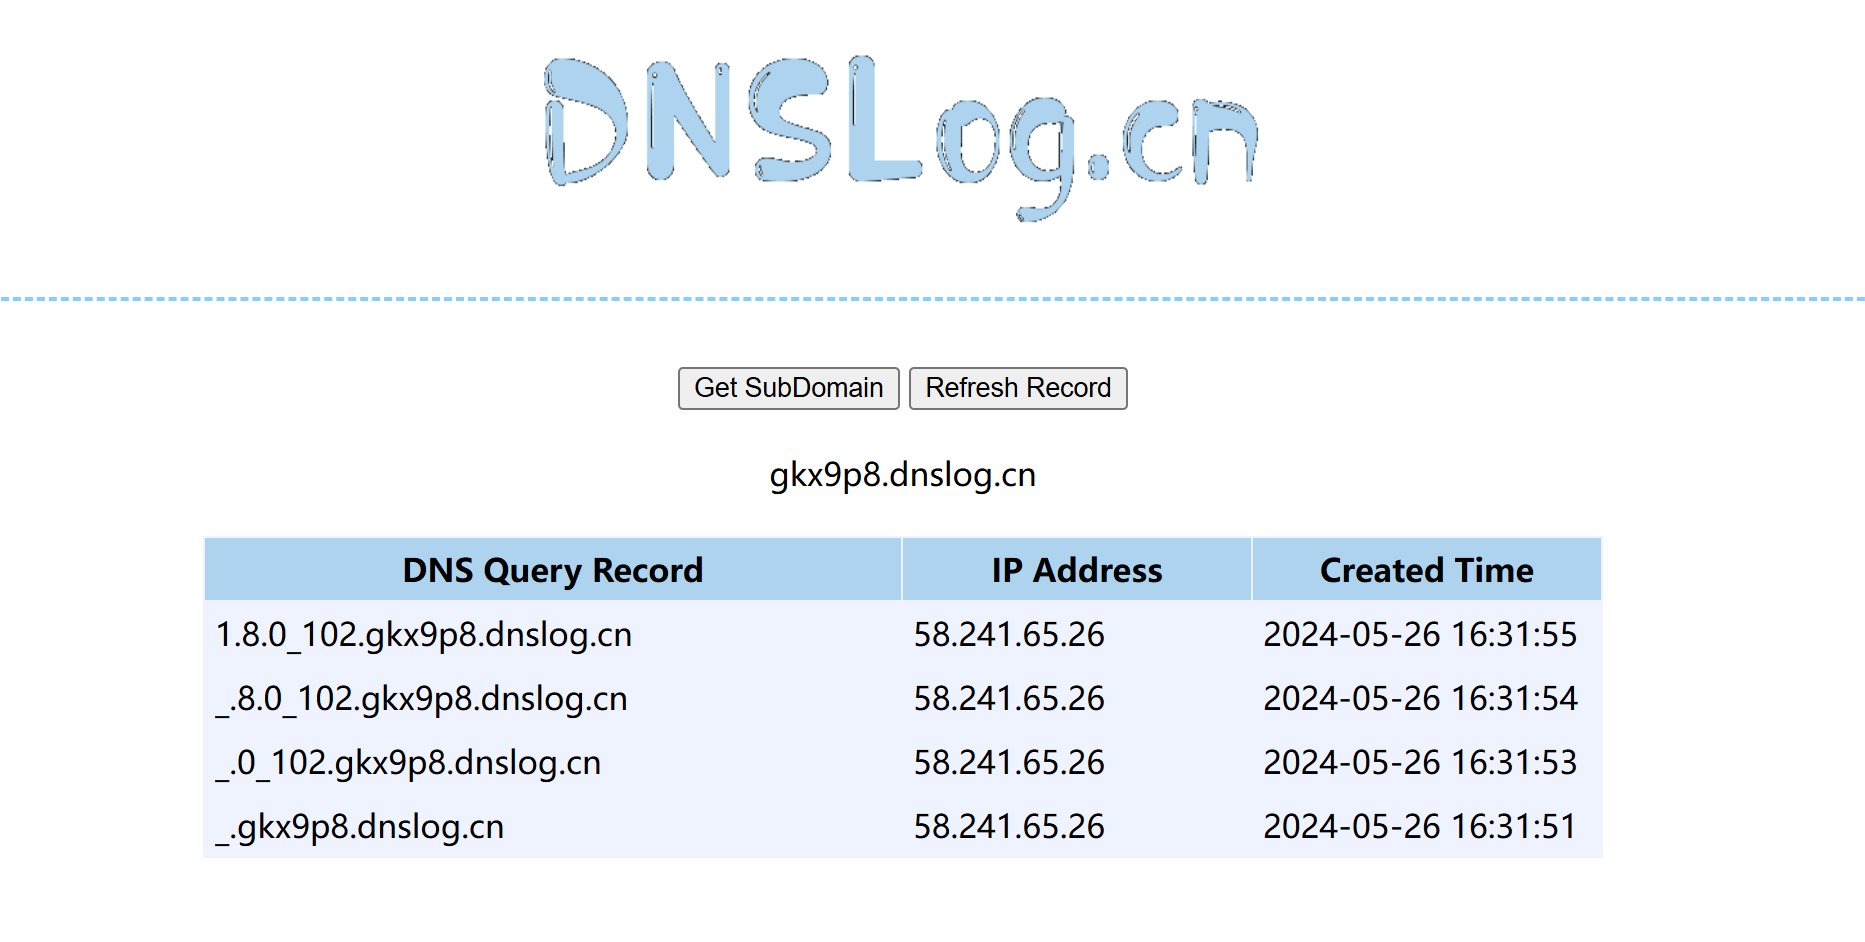 DNSLog.cn
Get SubDomain Refresh Record
gkx9p8.dnslog.cn
DNS Query Record IP Address Created Time
1.8.0_102.gkx9p8.dnslog.cn 58.241.65.26 2024-05-26 16:31:55
_.8.0_102.gkx9p8.dnslog.cn 58.241.65.26 2024-05-26 16:31:54
_.0_102.gkx9p8.dnslog.cn 58.241.65.26 2024-05-26 16:31:53
_.gkx9p8.dnslog.cn 58.241.65.26 2024-05-26 16:31:51